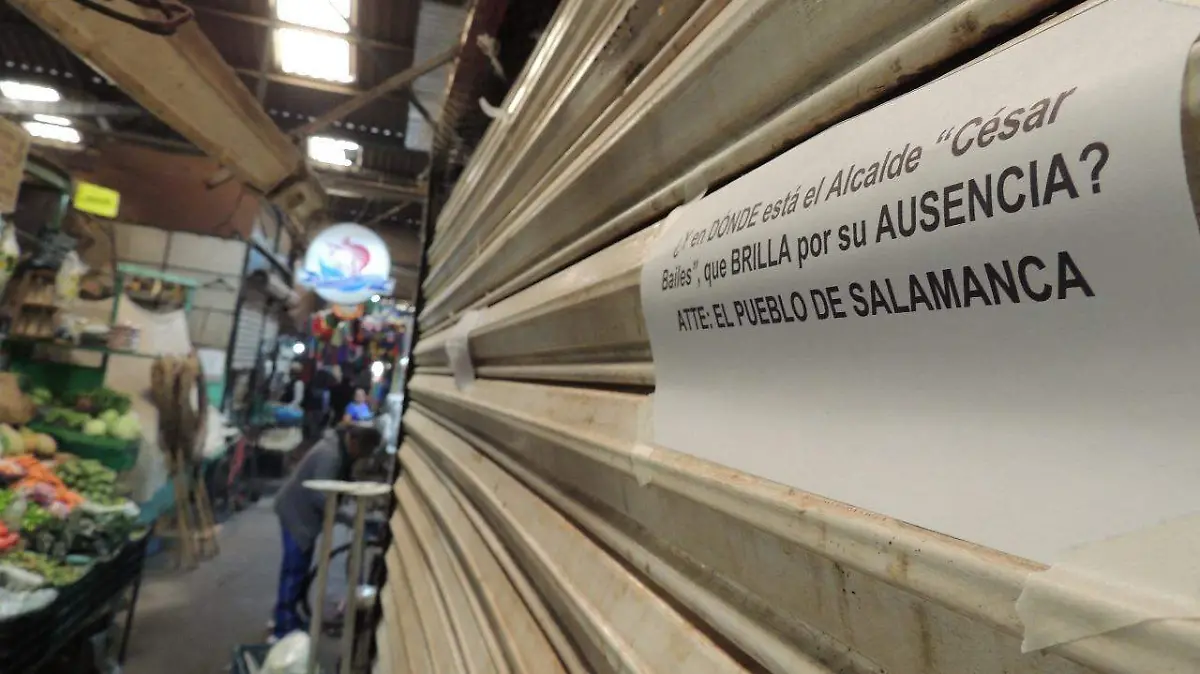 ¿Y en DÓNDE está el Alcalde "César
Bailes", que BRILLA por su AUSENCIA?
ATTE: EL PUEBLO DE SALAMANCA